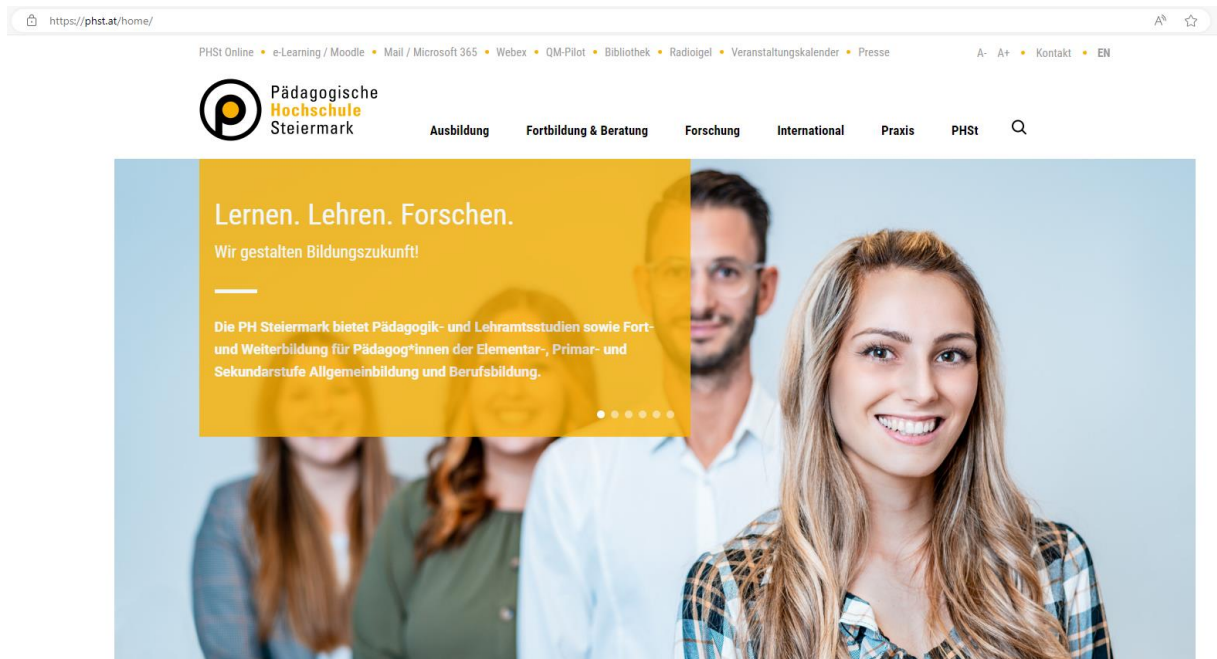 https://phst.at/home/
PHSt Online • e-Learning / Moodle • Mail / Microsoft 365 • Webex • QM-Pilot • Bibliothek • Radioigel • Veranstaltungskalender • Presse
A- A+ • Kontakt • EN
Pädagogische
Hochschule
Steiermark
Ausbildung Fortbildung & Beratung Forschung International Praxis PHSt
Lernen. Lehren. Forschen.
Wir gestalten Bildungszukunft!
Die PH Steiermark bietet Pädagogik- und Lehramtsstudien sowie Fort-
und Weiterbildung für Pädagog*innen der Elementar-, Primar- und
Sekundarstufe Allgemeinbildung und Berufsbildung.